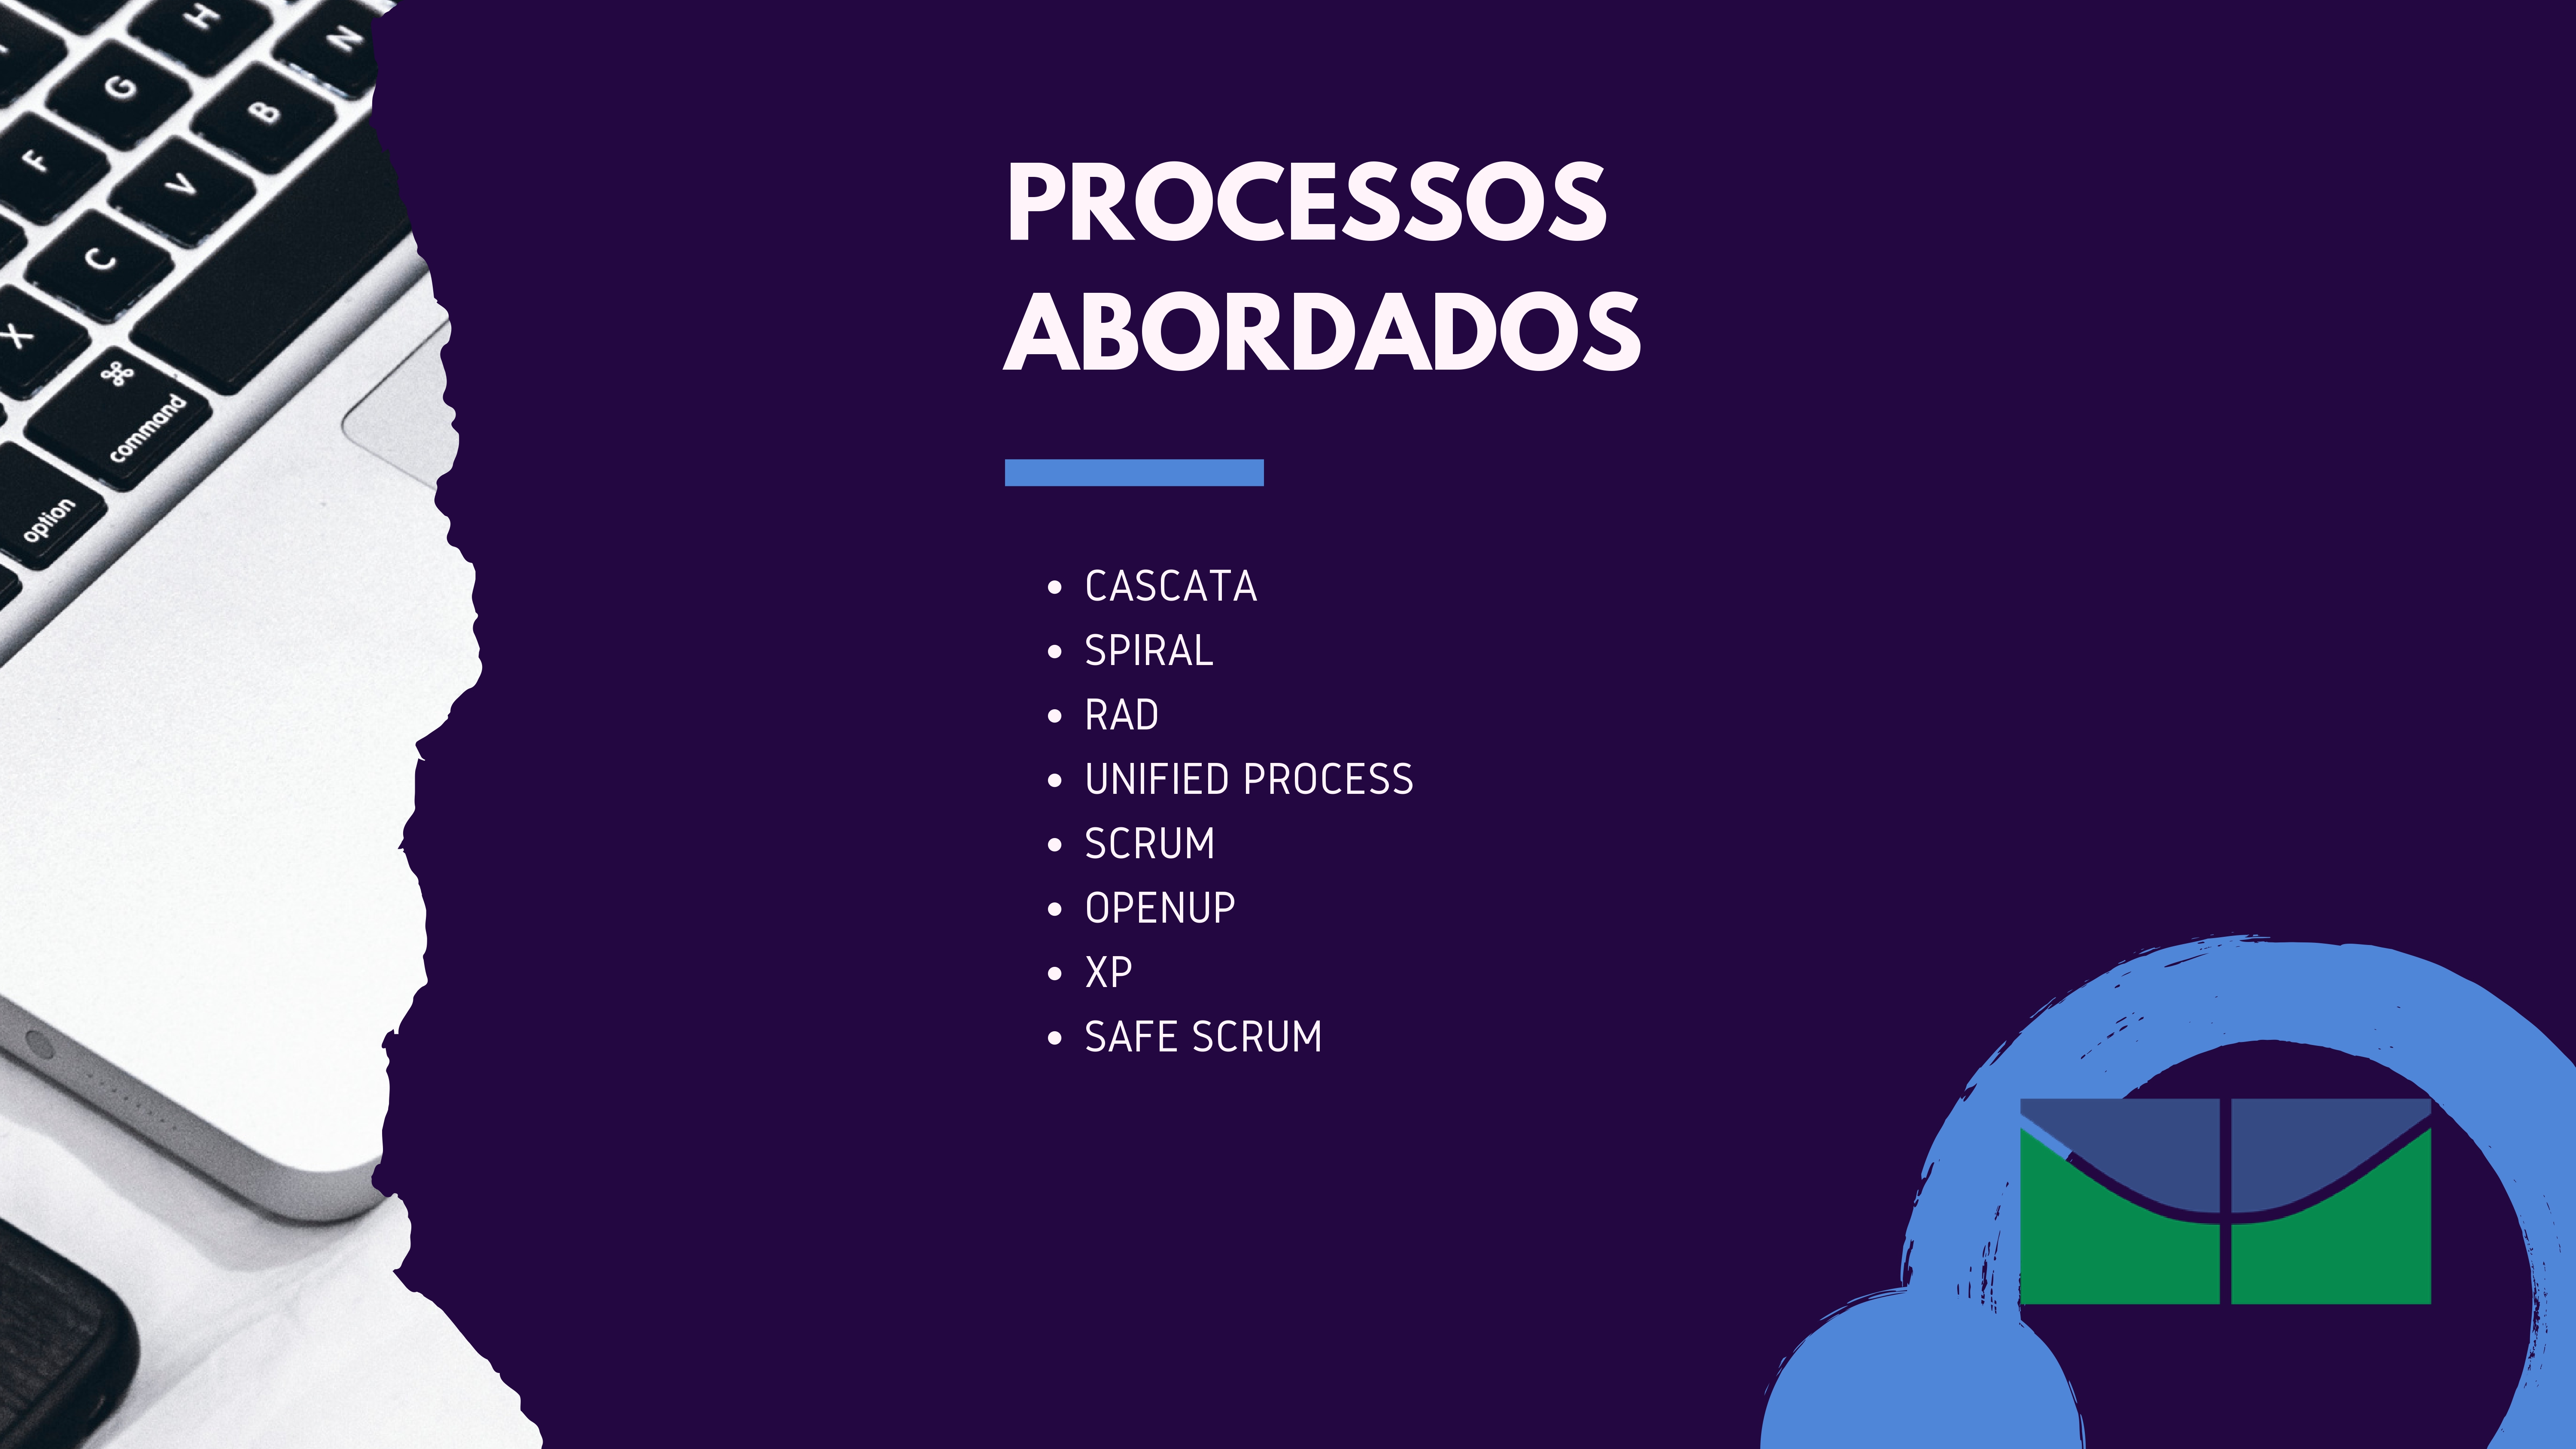 PROCESSOS
ABORDADOS
• CASCATA
• SPIRAL
• RAD
• UNIFIED PROCESS
• SCRUM
• OPENUP
• XP
• SAFE SCRUM
H
N
G
B
F
V
C
X
⌘
command
option